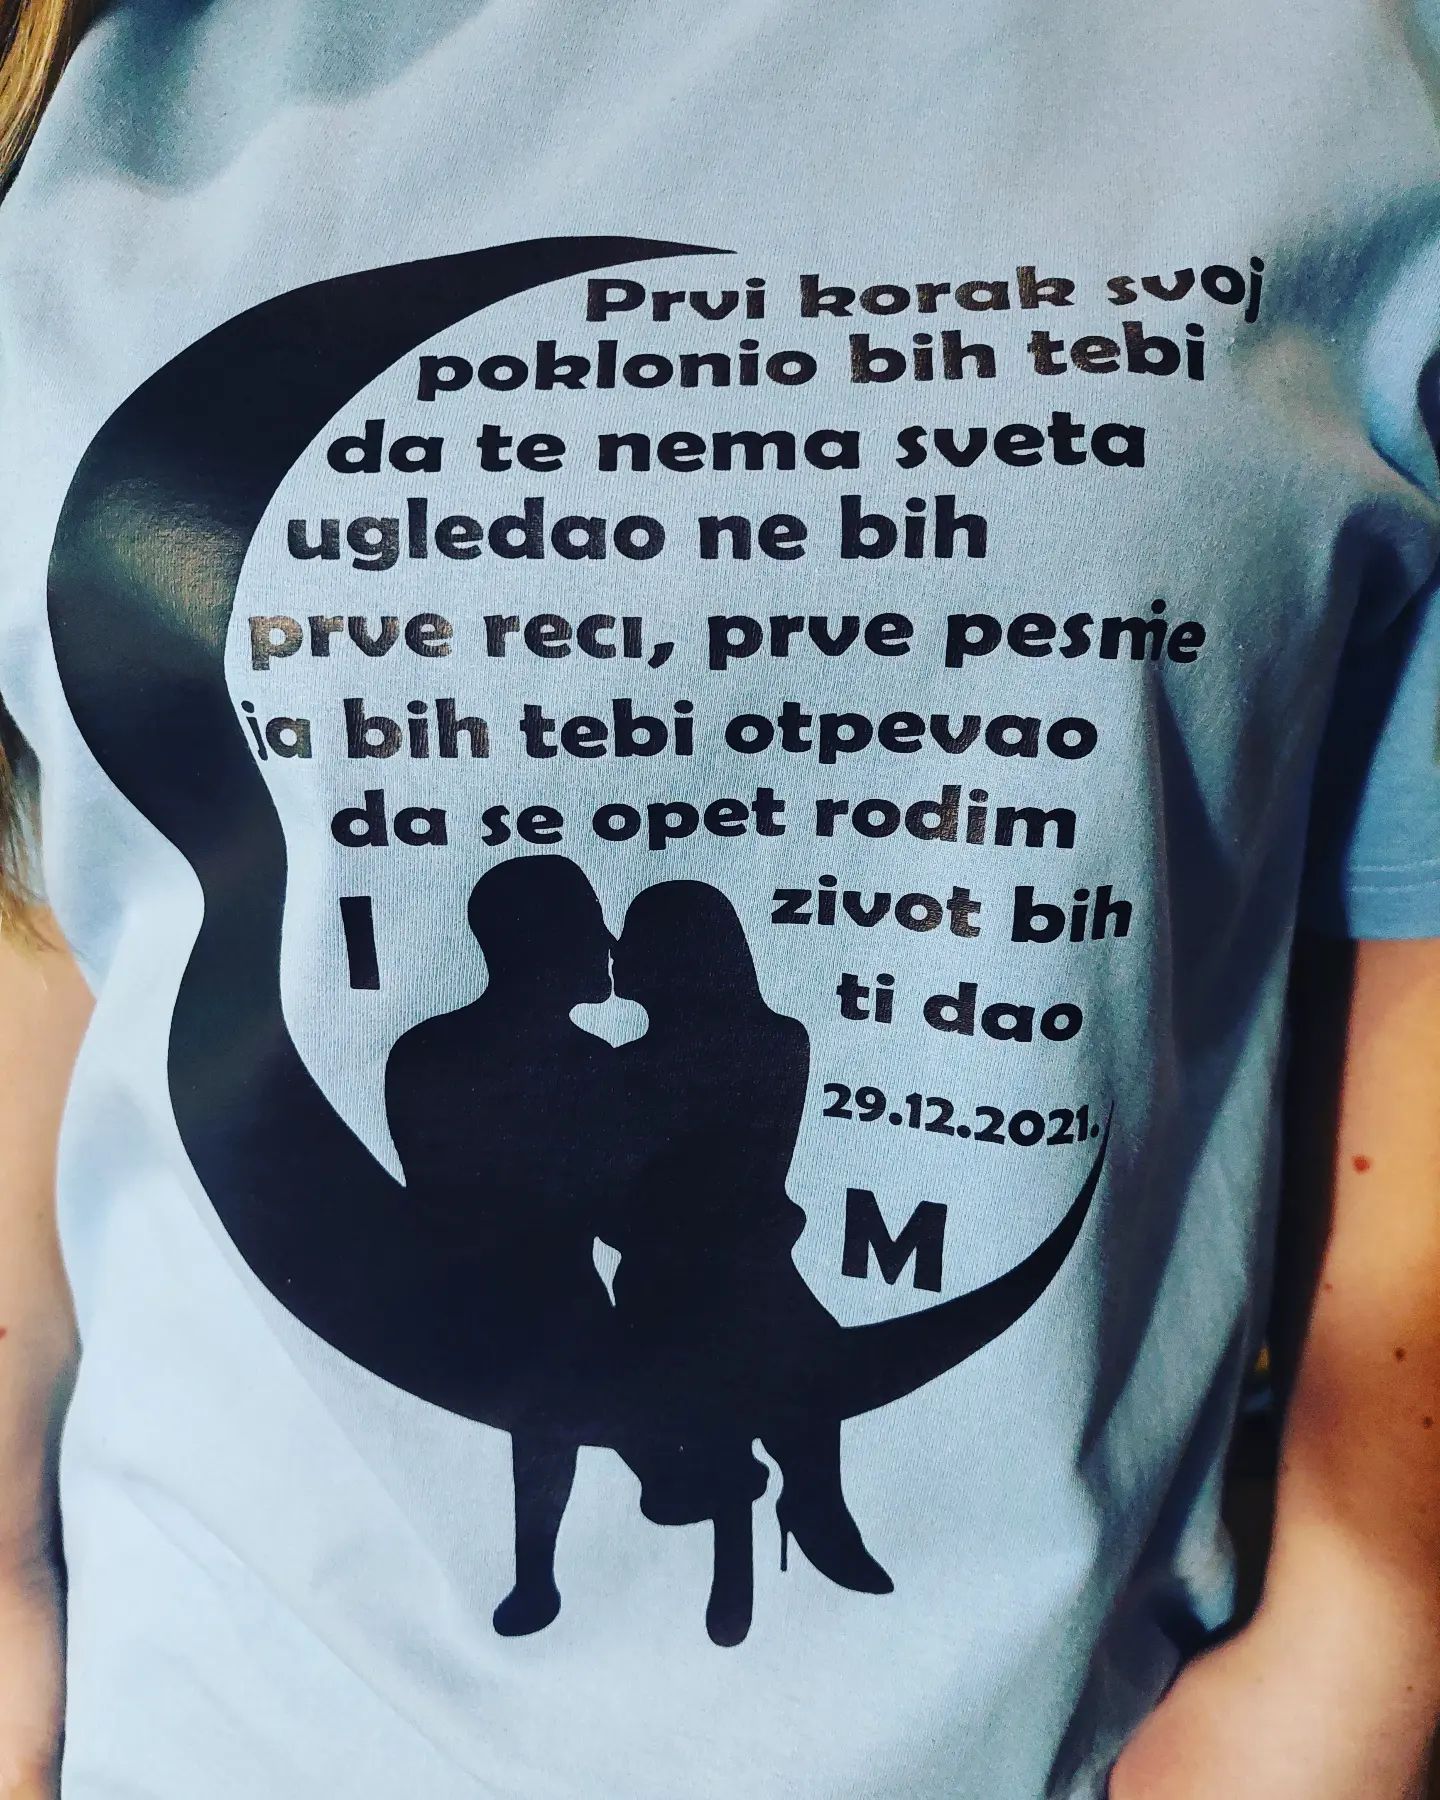 Prvi korak svoj
poklonio bih tebi
da te nema sveta
ugledao ne bih
prve reci, prve pesme
ja bih tebi otpevao
da se opet rodim
zivot bih
I
ti dao
29.12.2021.
M